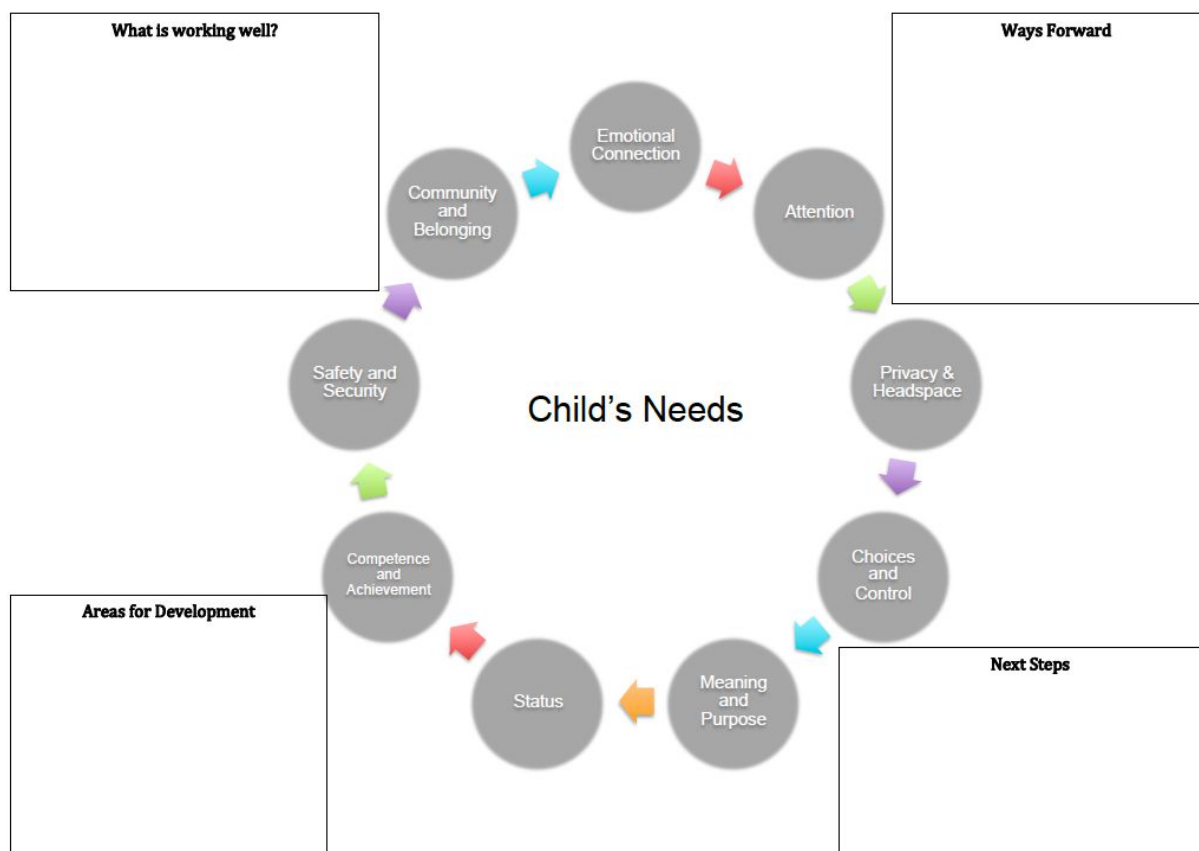 What is working well?
Ways Forward
Emotional
Connection
Attention
Privacy &
Headspace
Choices
and
Control
Meaning
and
Purpose
Status
Competence
and
Achievement
Safety and
Security
Community
and
Belonging
Child's Needs
Areas for Development
Next Steps